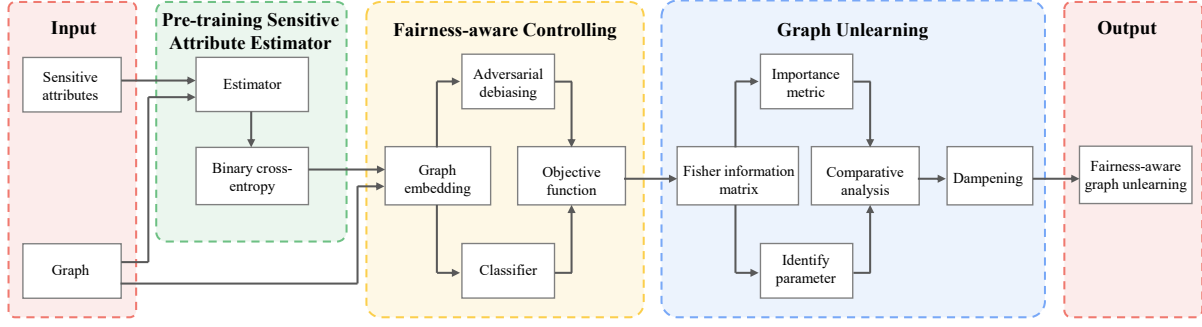 Input
Sensitive
attributes
Graph
Pre-training Sensitive
Attribute Estimator
Estimator
Binary cross-
entropy
Fairness-aware Controlling
Adversarial
debiasing
Graph
embedding
Objective
function
Classifier
Graph Unlearning
Importance
metric
Fisher information
matrix
Comparative
analysis
Dampening
Identify
parameter
Output
Fairness-aware
graph unlearning